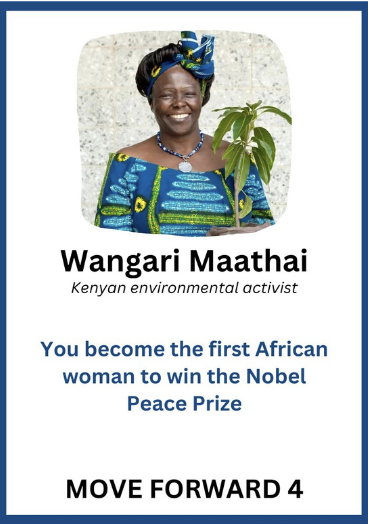 Wangari Maathai
Kenyan environmental activist
You become the first African
woman to win the Nobel
Peace Prize
MOVE FORWARD 4